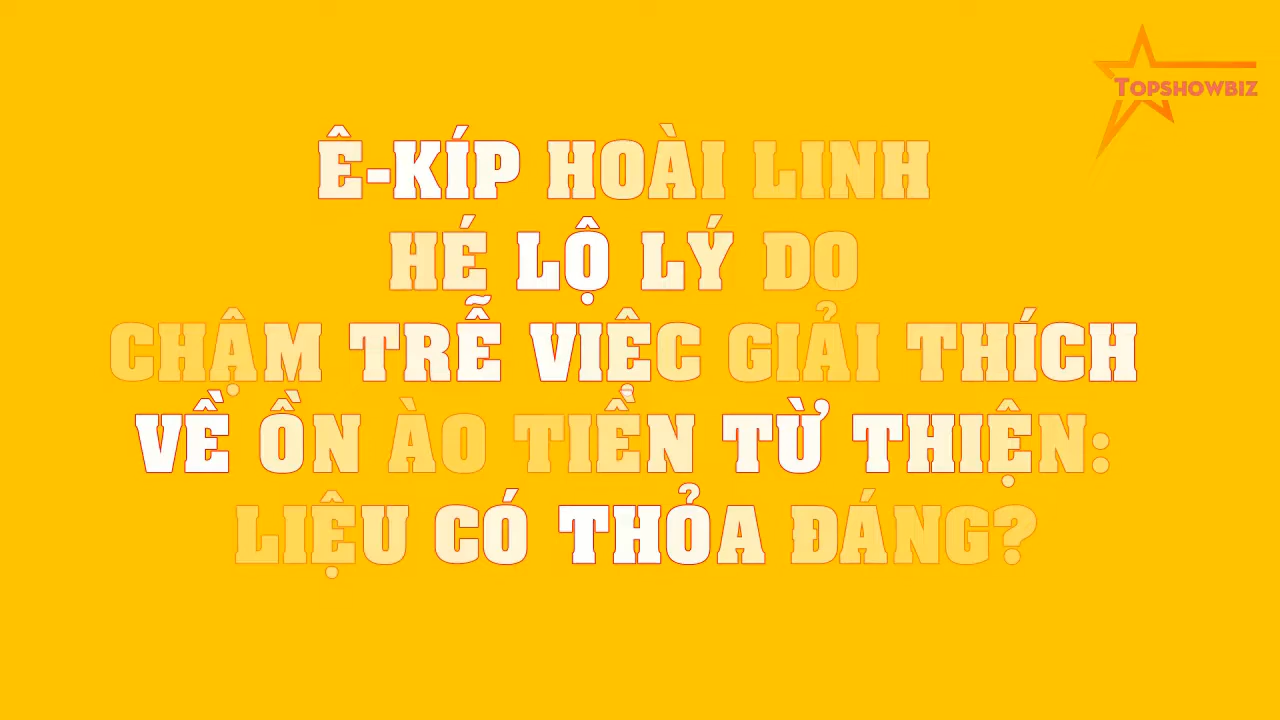 TOPSHOWBIZ
Ê-KÍP HOÀI LINH
HÉ LỘ LÝ DO
CHẬM TRỄ VIỆC GIẢI THÍCH
VỀ ỒN ÀO TIỀN TỪ THIỆN:
LIỆU CÓ THỎA ĐÁNG?